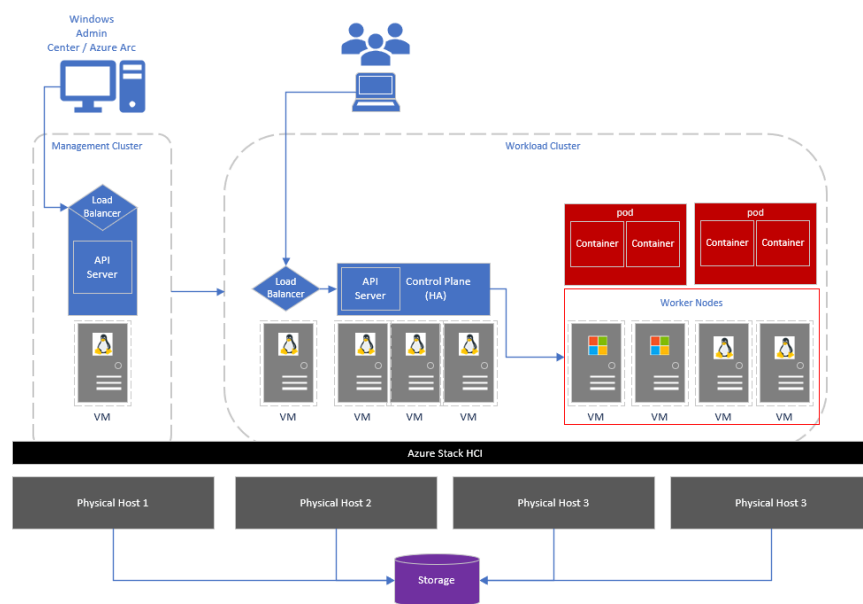 Windows
Admin
Center / Azure Arc
Management Cluster
Workload Cluster
Load
Balancer
API
Server
Load
Balancer
API
Server
Control Plane
(HA)
pod
Container
Container
pod
Container
Container
Worker Nodes
VM
VM
VM
VM
VM
VM
VM
VM
VM
Azure Stack HCI
Physical Host 1
Physical Host 2
Physical Host 3
Physical Host 3
Storage